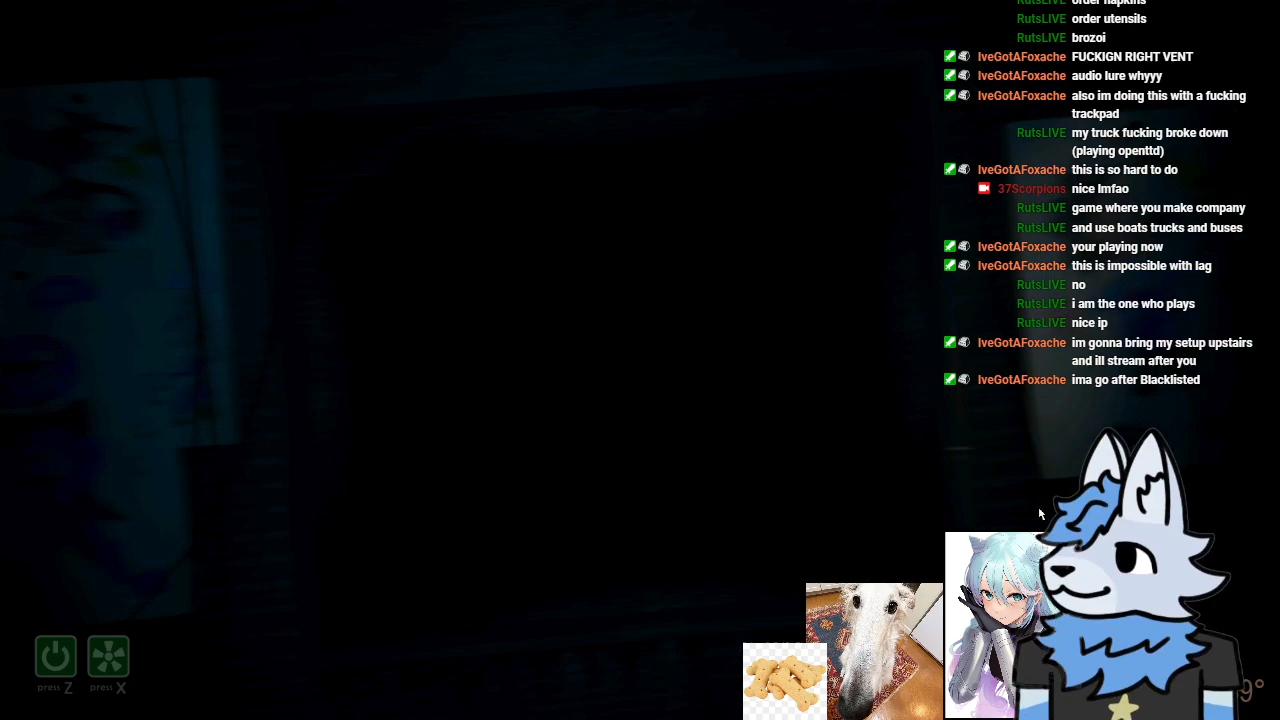 RutsLIVE order napkins
RutsLIVE order utensils
RutsLIVE brozoi
IveGotAFoxache FUCKIGN RIGHT VENT
IveGotAFoxache audio lure whyyy
IveGotAFoxache also im doing this with a fucking
trackpad
RutsLIVE my truck fucking broke down
(playing openttd)
IveGotAFoxache this is so hard to do
37Scorpions nice lmfao
RutsLIVE game where you make company
RutsLIVE and use boats trucks and buses
IveGotAFoxache your playing now
IveGotAFoxache this is impossible with lag
RutsLIVE no
RutsLIVE i am the one who plays
RutsLIVE nice ip
IveGotAFoxache im gonna bring my setup upstairs
and ill stream after you
IveGotAFoxache ima go after Blacklisted
press Z press X
9°